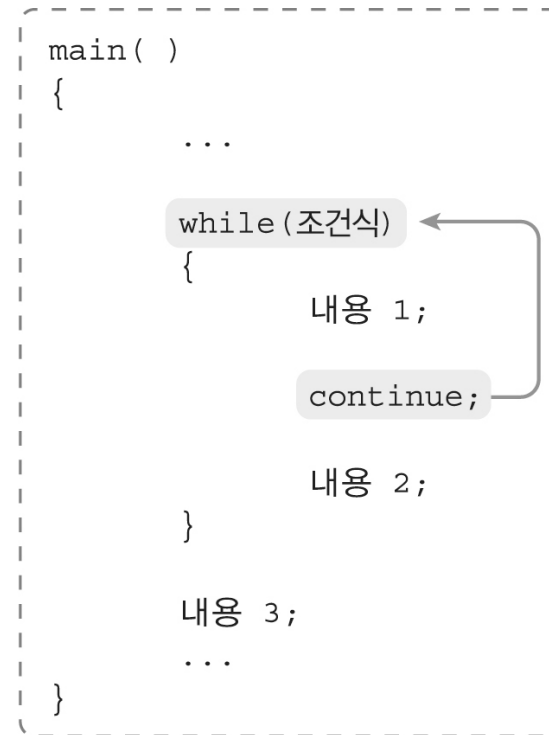 main( )
{
...
while(조건식)
{
내용 1;
continue;
내용 2;
}
내용 3;
...
}